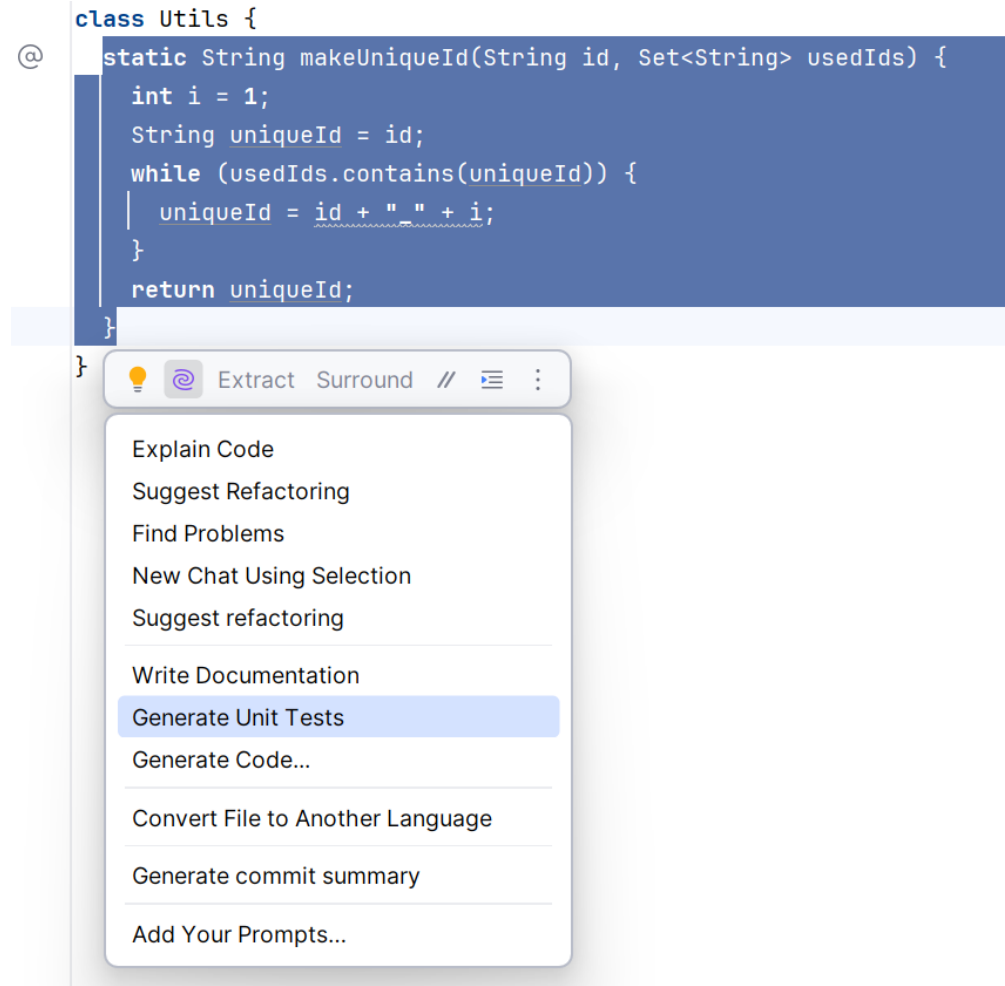 class Utils {
@
static String makeUniqueId(String id, Set<String> usedIds) {
int i = 1;
String uniqueId = id;
while (usedIds.contains(uniqueId)) {
uniqueId = id + "_" + i;
}
return uniqueId;
}
}
Extract Surround //
Explain Code
Suggest Refactoring
Find Problems
New Chat Using Selection
Suggest refactoring
Write Documentation
Generate Unit Tests
Generate Code...
Convert File to Another Language
Generate commit summary
Add Your Prompts...